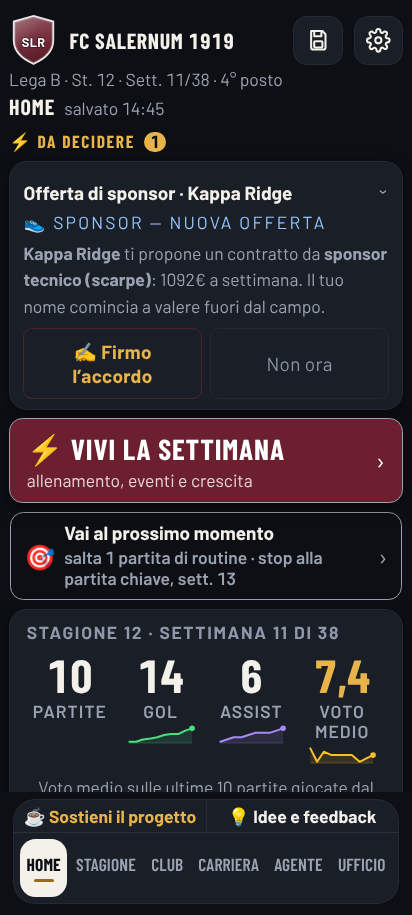 SLR FC SALERNUM 1919
Lega B · St. 12 · Sett. 11/38 · 4° posto
HOME salvato 14:45
⚡ DA DECIDERE 1
Offerta di sponsor · Kappa Ridge
👟 SPONSOR — NUOVA OFFERTA
Kappa Ridge ti propone un contratto da sponsor
tecnico (scarpe): 1092€ a settimana. Il tuo
nome comincia a valere fuori dal campo.
✍️ Firmo
l’accordo
Non ora
⚡ VIVI LA SETTIMANA
allenamento, eventi e crescita
Vai al prossimo momento
salta 1 partita di routine · stop alla
partita chiave, sett. 13
STAGIONE 12 · SETTIMANA 11 DI 38
10 14 6 7,4
PARTITE GOL ASSIST VOTO
MEDIO
Voto medio sulle ultime 10 partite giocate dal
☕ Sostieni il progetto 💡 Idee e feedback
HOME STAGIONE CLUB CARRIERA AGENTE UFFICIO